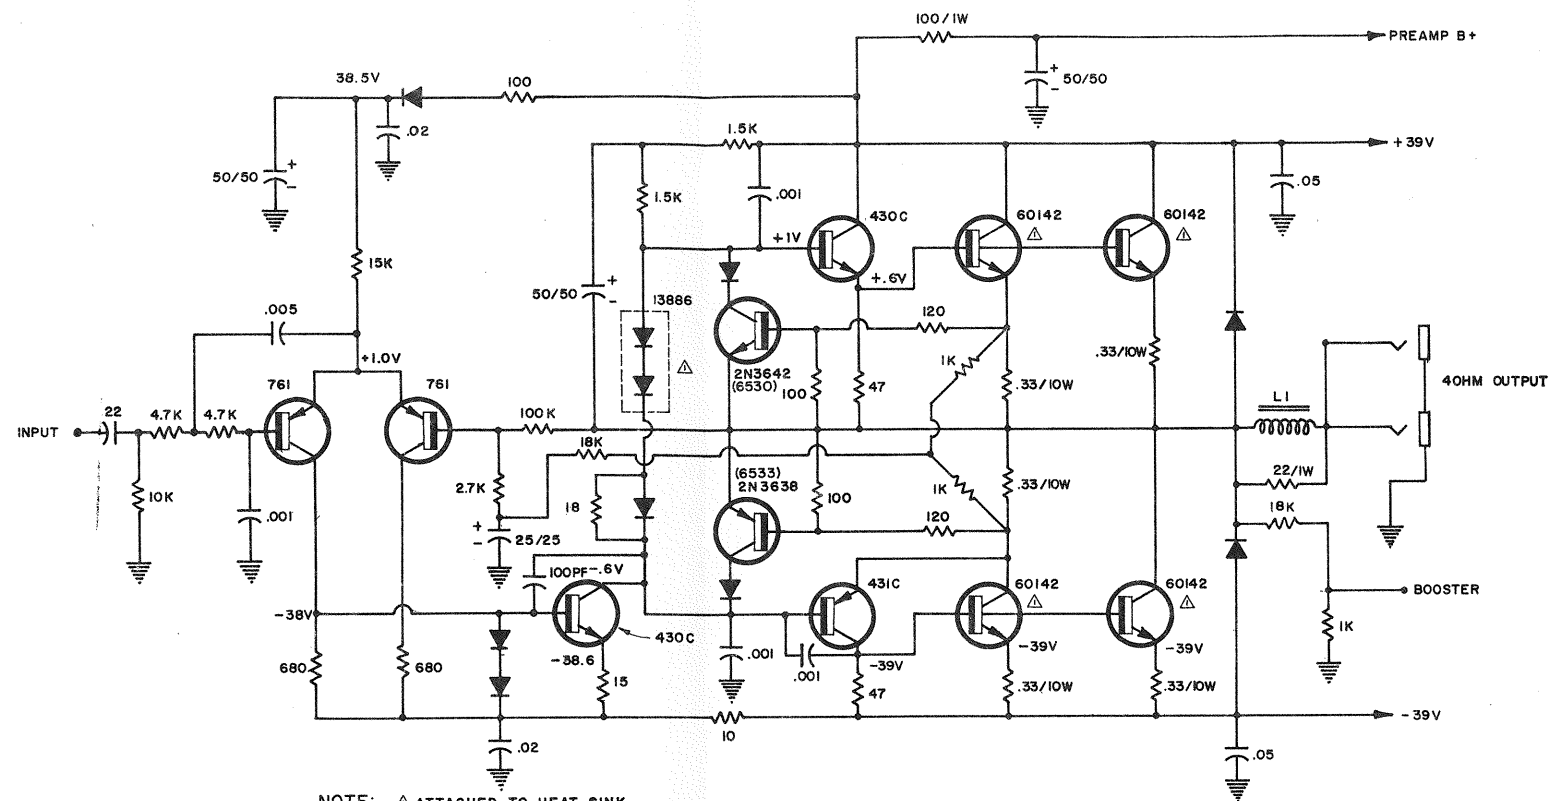 100/1W
PREAMP B+
38.5V
100
50/50
.02
1.5K
+39V
50/50
1.5K
.001
.05
430C
60142
60142
+1V
15K
+.6V
50/50
13886
.005
120
+1.0V
1K
.33/10W
2N3642
(6530)
100
47
.33/10W
761
761
4 OHM OUTPUT
22
4.7K
4.7K
100K
L1
INPUT
18K
(6533)
2N3638
22/1W
10K
2.7K
1K
.33/10W
18
100
18K
.001
25/25
120
100PF
-.6V
431C
60142
60142
BOOSTER
-38V
430C
1K
-38.6
.001
-39V
-39V
680
680
.001
-39V
15
47
.33/10W
.33/10W
-39V
10
.02
.05
NOTE: ATTACHED TO HEAT SINK